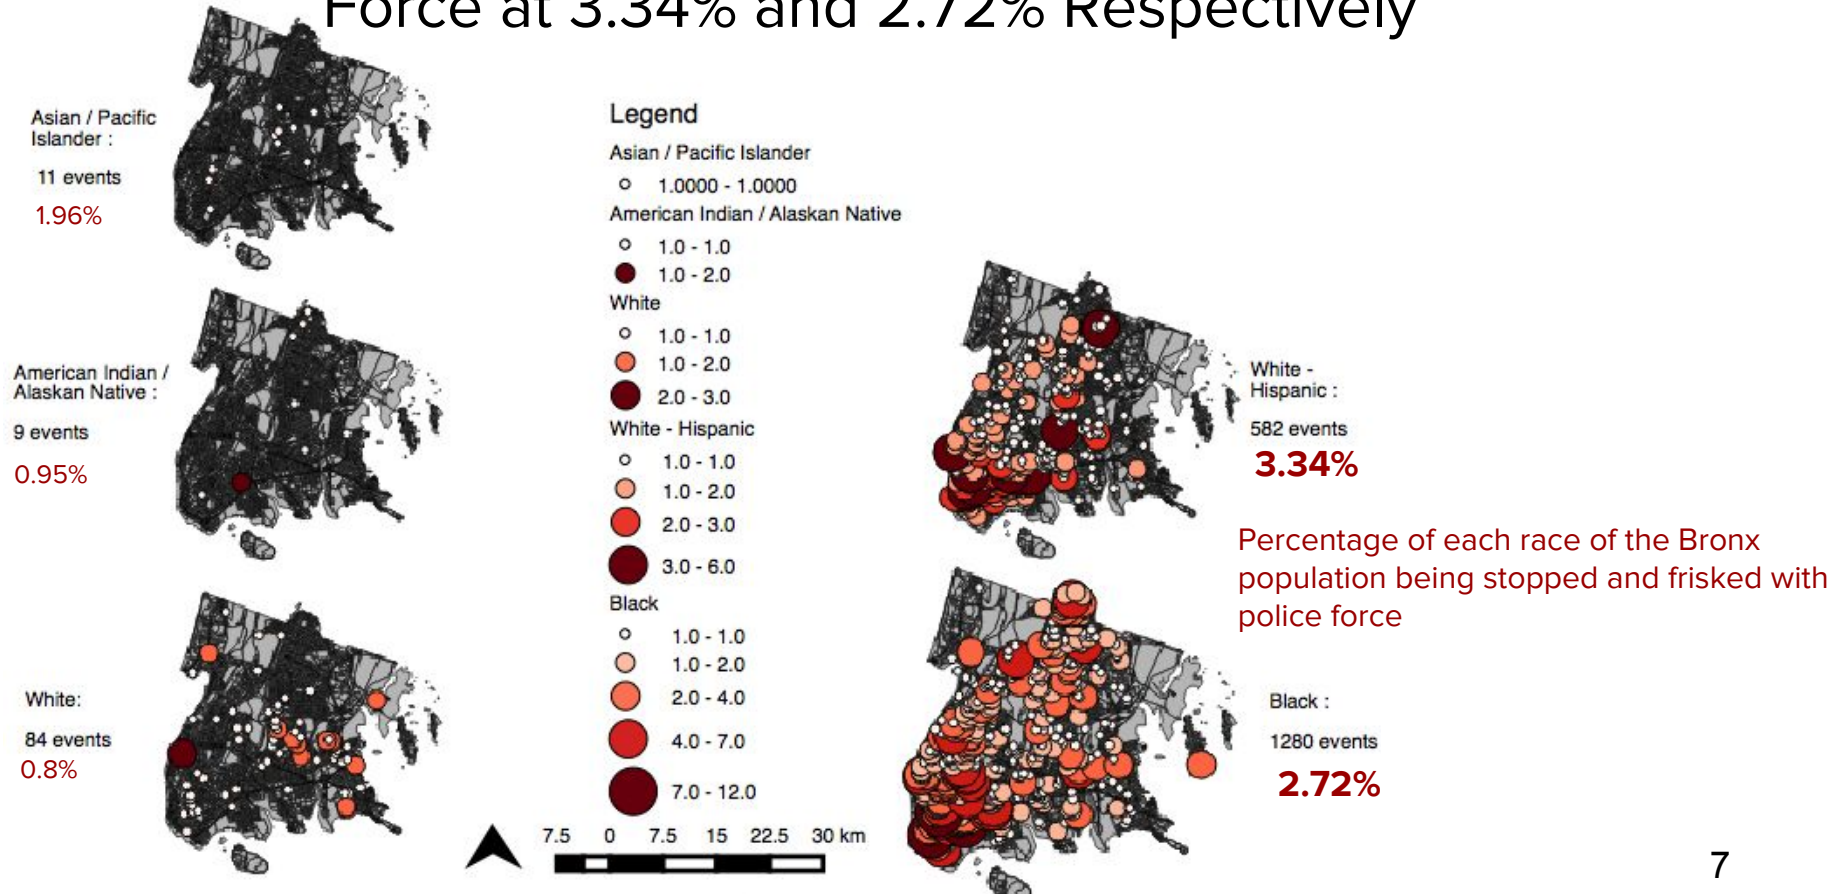 Force at 3.34% and 2.72% Respectively
Asian / Pacific
Islander :
11 events
1.96%
American Indian /
Alaskan Native :
9 events
0.95%
White:
84 events
0.8%
Legend
Asian / Pacific Islander
1.0000 - 1.0000
American Indian / Alaskan Native
1.0 - 1.0
1.0 - 2.0
White
1.0 - 1.0
1.0 - 2.0
2.0 - 3.0
White - Hispanic
1.0 - 1.0
1.0 - 2.0
2.0 - 3.0
3.0 - 6.0
Black
1.0 - 1.0
1.0 - 2.0
2.0 - 4.0
4.0 - 7.0
7.0 - 12.0
7.5 0 7.5 15 22.5 30 km
White -
Hispanic :
582 events
3.34%
Percentage of each race of the Bronx
population being stopped and frisked with
police force
Black :
1280 events
2.72%
7